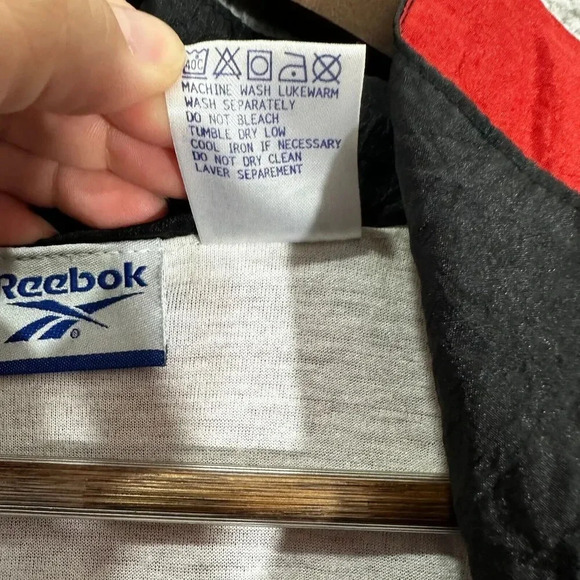 40C
MACHINE WASH LUKEWARM
WASH SEPARATELY
DO NOT BLEACH
TUMBLE DRY LOW
COOL IRON IF NECESSARY
DO NOT DRY CLEAN
LAVER SEPAREMENT
Reebok
®